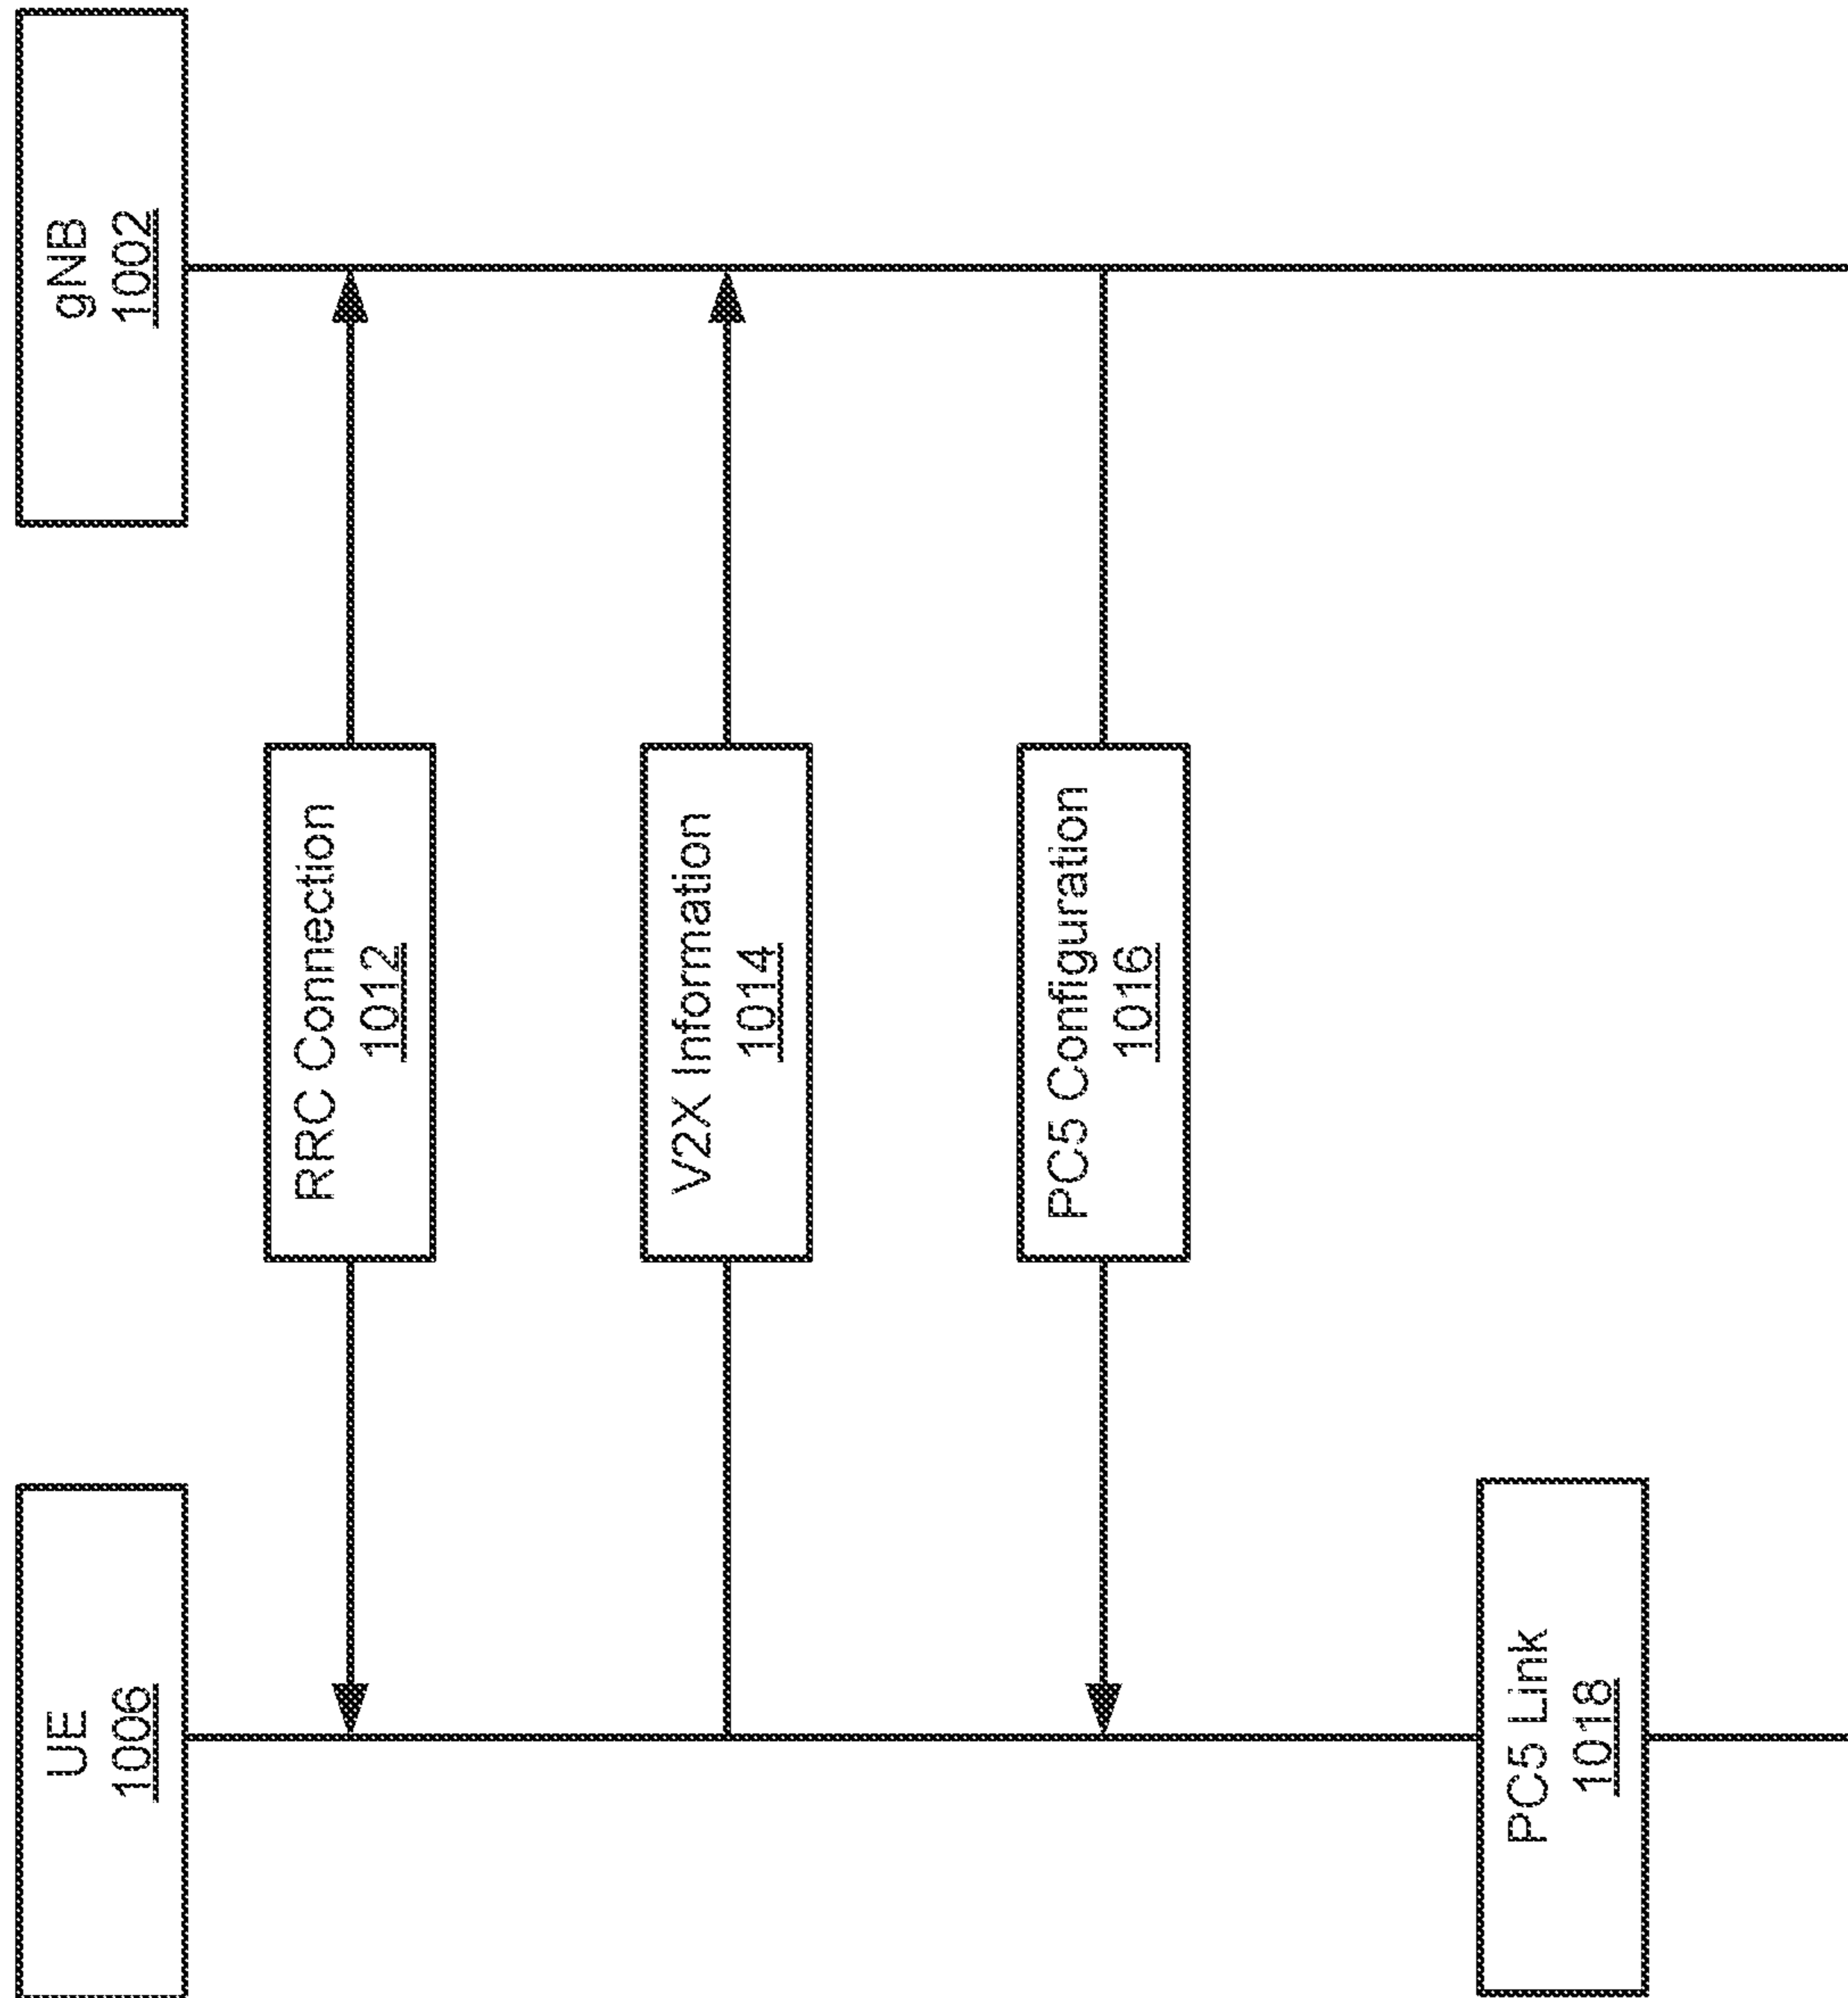 UE
1006
gNB
1002
RRC Connection
1012
V2X Information
1014
PC5 Configuration
1016
PC5 Link
1018